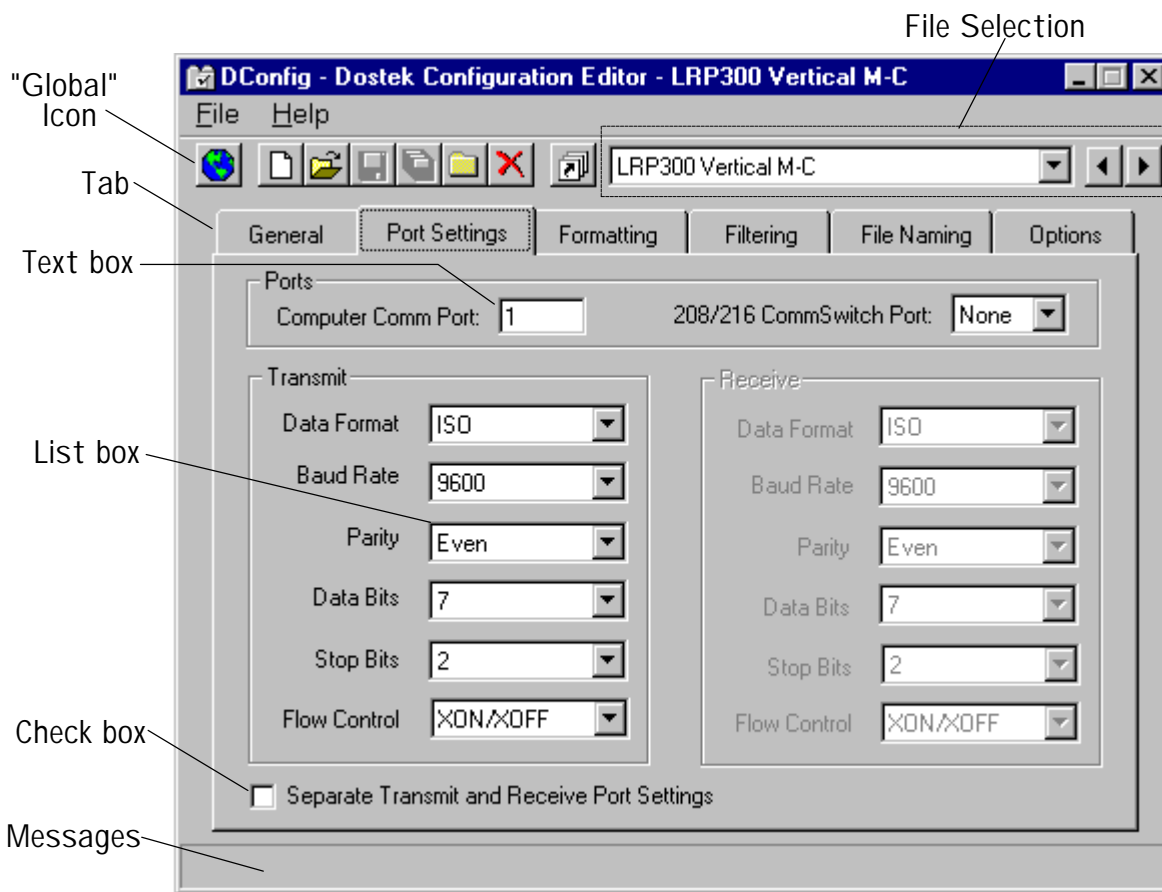 File Selection
"Global"
Icon
DConfig - Dostek Configuration Editor - LRP300 Vertical M-C
File Help
LRP300 Vertical M-C
Tab
General Port Settings Formatting Filtering File Naming Options
Text box
Ports
Computer Comm Port: 1 208/216 CommSwitch Port: None
Transmit
Data Format ISO
List box
Baud Rate 9600
Parity Even
Data Bits 7
Stop Bits 2
Flow Control XON/XOFF
Receive
Data Format ISO
Baud Rate 9600
Parity Even
Data Bits 7
Stop Bits 2
Flow Control XON/XOFF
Check box
Separate Transmit and Receive Port Settings
Messages